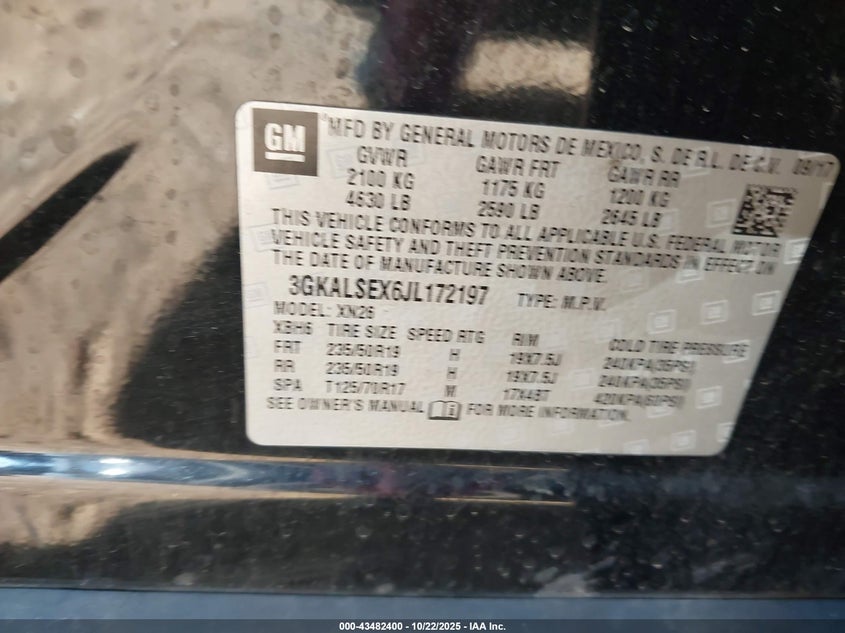 GM
MFD BY GENERAL MOTORS DE MEXICO, S. DE R.L. DE C.V. 09/17
GVWR GAWR FRT GAWR RR
2100 KG 1175 KG 1200 KG
4630 LB 2590 LB 2645 LB
THIS VEHICLE CONFORMS TO ALL APPLICABLE U.S. FEDERAL MOTOR
VEHICLE SAFETY AND THEFT PREVENTION STANDARDS IN EFFECT ON
THE DATE OF MANUFACTURE SHOWN ABOVE.
3GKALSEX6JL172197 TYPE: M.P.V.
MODEL: XN26
XBH6 TIRE SIZE SPEED RTG RIM COLD TIRE PRESSURE
FRT 235/50R19 H 19X7.5J 240KPA(35PSI)
RR 235/50R19 H 19X7.5J 240KPA(35PSI)
SPA T125/70R17 M 17X4BT 420KPA(60PSI)
SEE OWNER'S MANUAL FOR MORE INFORMATION.
000-43482400 - 10/22/2025 - IAA Inc.